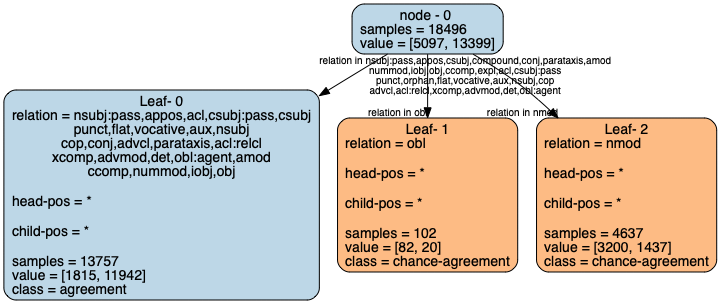 node - 0
samples = 18496
value = [5097, 13399]
relation in nsubj:pass,appos,csubj,compound,conj,parataxis,amod
nummod,iobj,obj,ccomp,expl,acl,csubj:pass
punct,orphan,flat,vocative,aux,nsubj,cop
advcl,acl:relcl,xcomp,advmod,det,obl:agent
relation in obl
relation in nmod
Leaf- 0
relation = nsubj:pass,appos,acl,csubj:pass,csubj
punct,flat,vocative,aux,nsubj
cop,conj,advcl,parataxis,acl:relcl
xcomp,advmod,det,obl:agent,amod
ccomp,nummod,iobj,obj
head-pos = *
child-pos = *
samples = 13757
value = [1815, 11942]
class = agreement
Leaf- 1
relation = obl
head-pos = *
child-pos = *
samples = 102
value = [82, 20]
class = chance-agreement
Leaf- 2
relation = nmod
head-pos = *
child-pos = *
samples = 4637
value = [3200, 1437]
class = chance-agreement